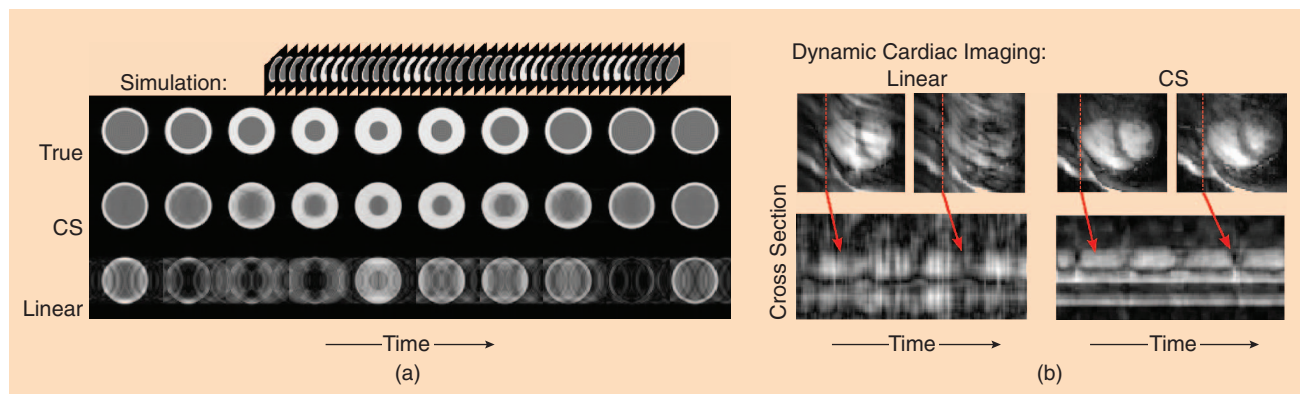 Simulation:
True
CS
Linear
Time
(a)
Dynamic Cardiac Imaging:
Linear
CS
Cross Section
Time
Time
(b)